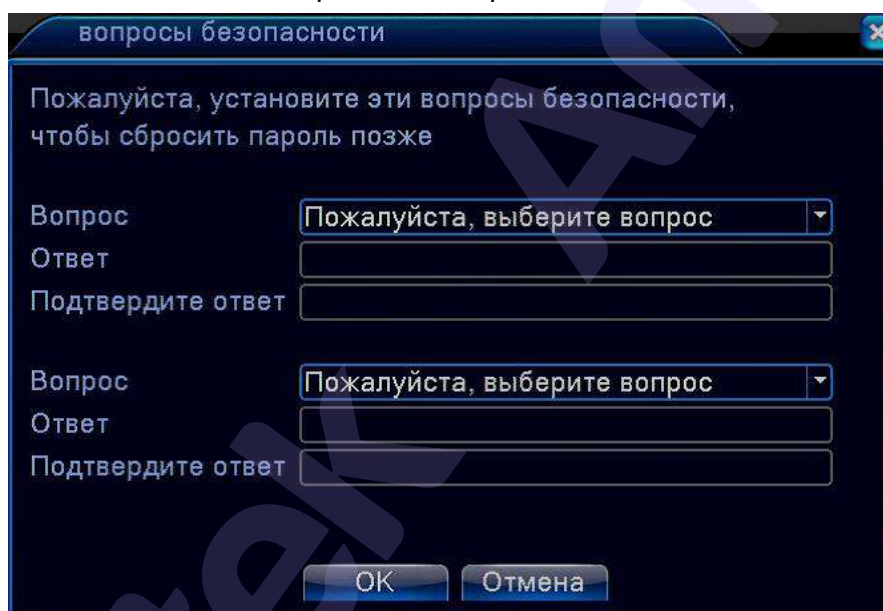 вопросы безопасности
Пожалуйста, установите эти вопросы безопасности,
чтобы сбросить пароль позже
Вопрос Пожалуйста, выберите вопрос
Ответ
Подтвердите ответ
Вопрос Пожалуйста, выберите вопрос
Ответ
Подтвердите ответ
OK Отмена